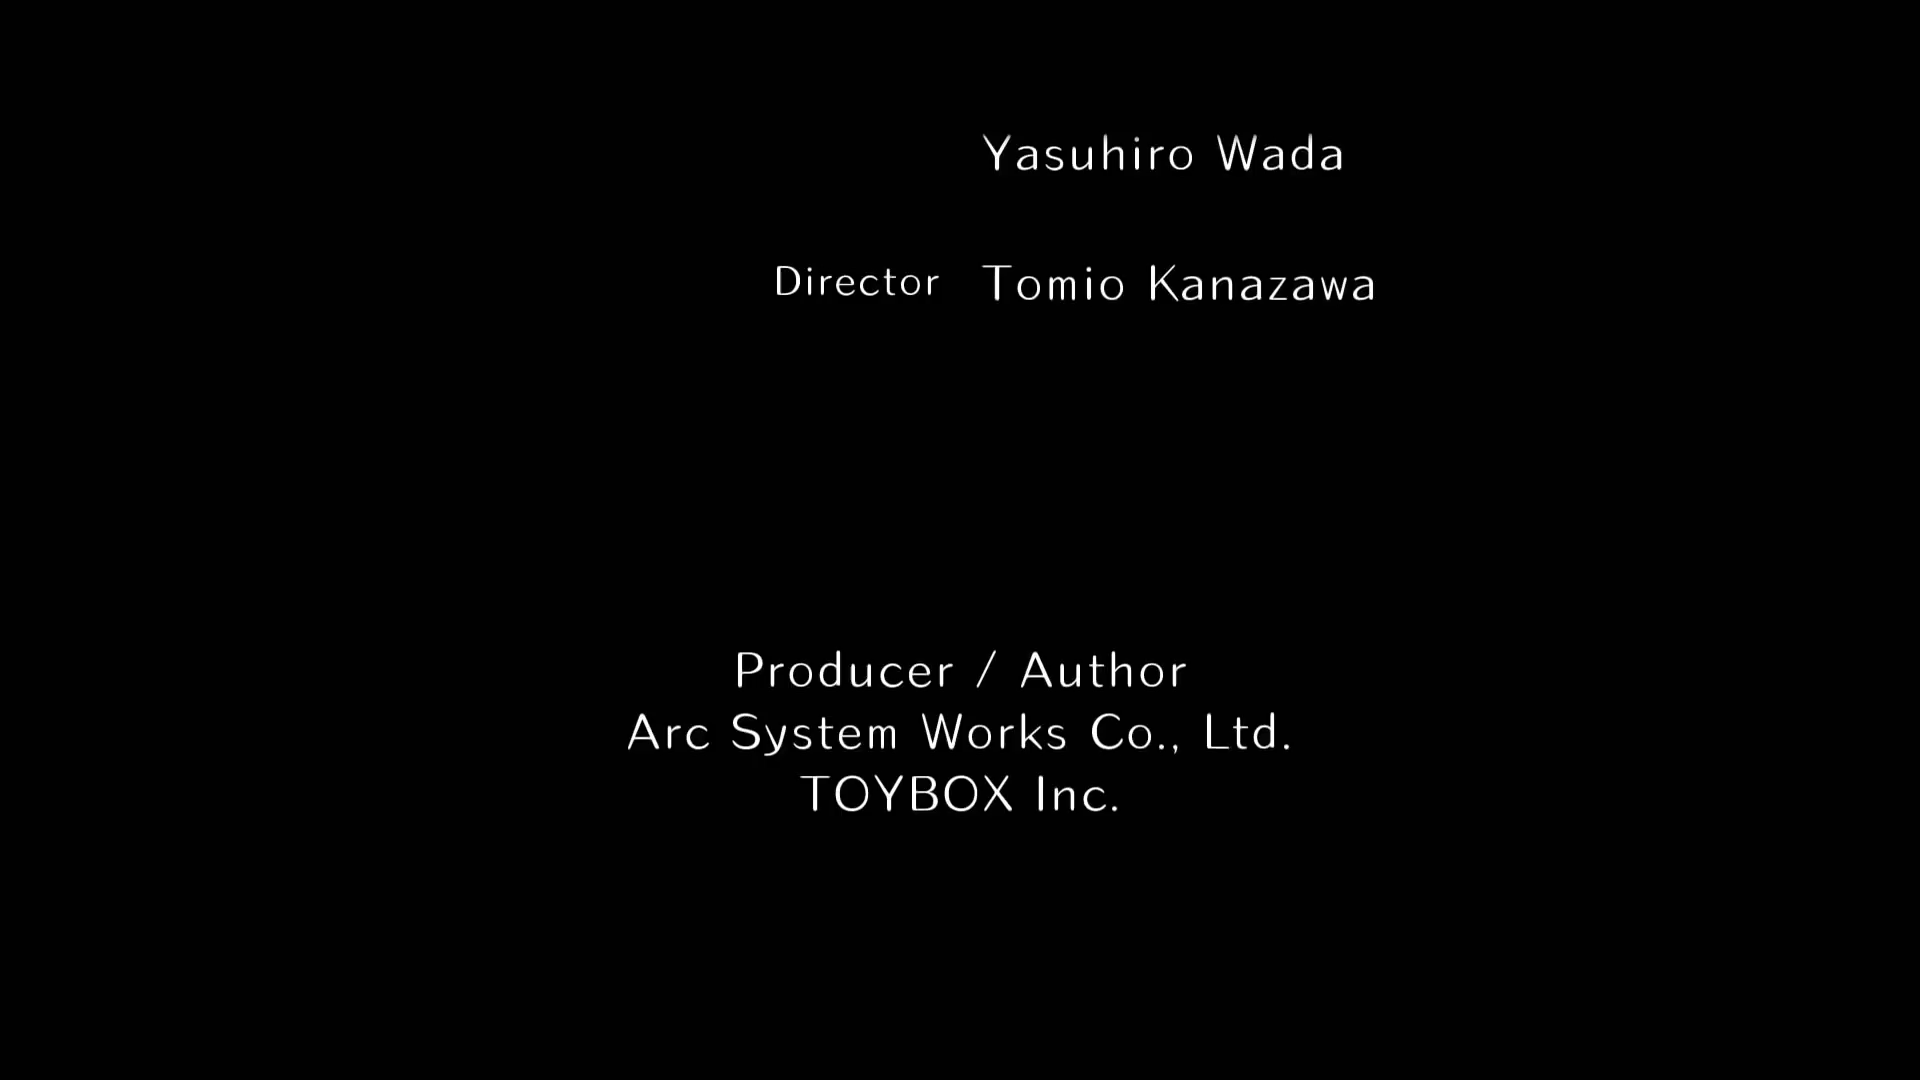 Yasuhiro Wada
Director Tomio Kanazawa
Producer / Author
Arc System Works Co., Ltd.
TOYBOX Inc.